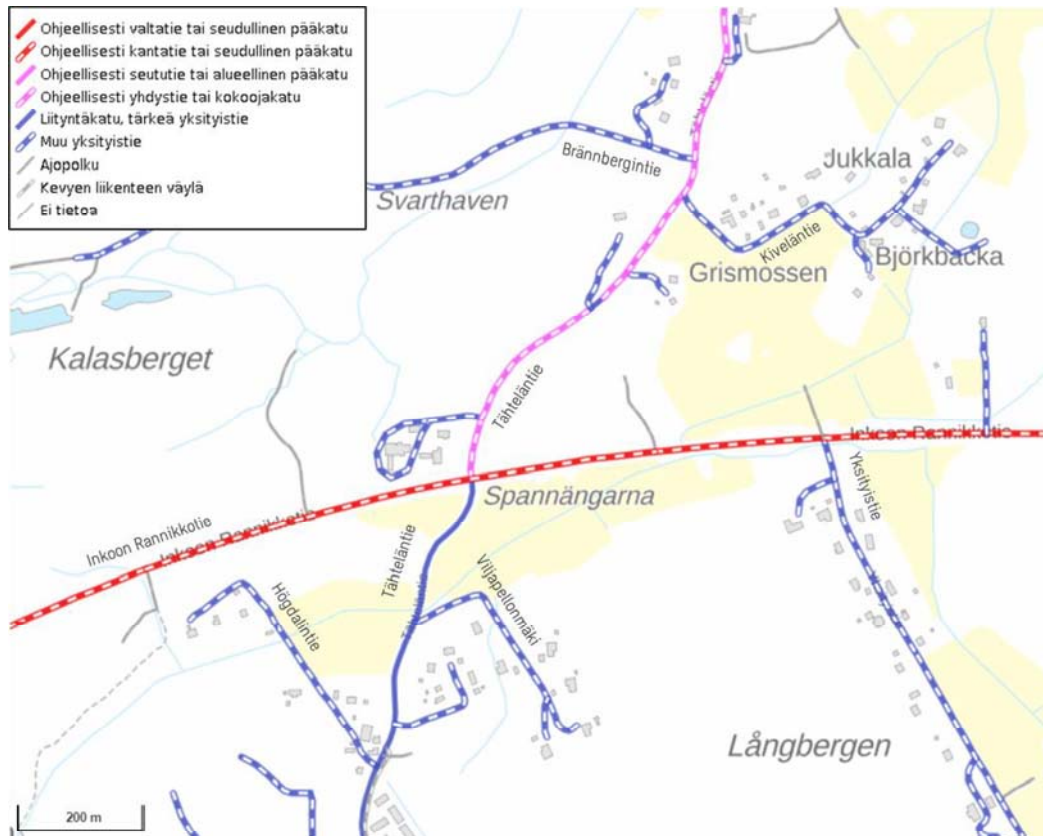 Ohjeellisesti valtatie tai seudullinen pääkatu
Ohjeellisesti kantatie tai seudullinen pääkatu
Ohjeellisesti seututie tai alueellinen pääkatu
Ohjeellisesti yhdystie tai kokoojakatu
Liityntäkatu, tärkeä yksityistie
Muu yksityistie
Ajopolku
Kevyen liikenteen väylä
Ei tietoa
Brännbergintie
Jukkala
Svarthaven
Kiveläntie
Björkbacka
Grismossen
Kalasberget
Tähteläntie
Inkoon Rannikkotie
Yksityistie
Spannängarna
Inkoon Rannikkotie
Inkoon Rannikkotie
Tähteläntie
Viljapellonmäki
Högdalintie
Långbergen
200 m